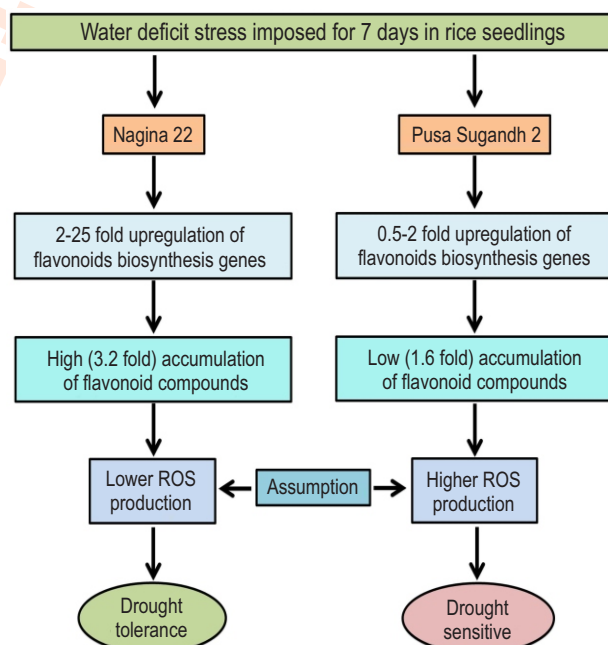 Water deficit stress imposed for 7 days in rice seedlings
Nagina 22
Pusa Sugandh 2
2-25 fold upregulation of
flavonoids biosynthesis genes
0.5-2 fold upregulation of
flavonoids biosynthesis genes
High (3.2 fold) accumulation
of flavonoid compounds
Low (1.6 fold) accumulation
of flavonoid compounds
Lower ROS
production
Assumption
Higher ROS
production
Drought
tolerance
Drought
sensitive